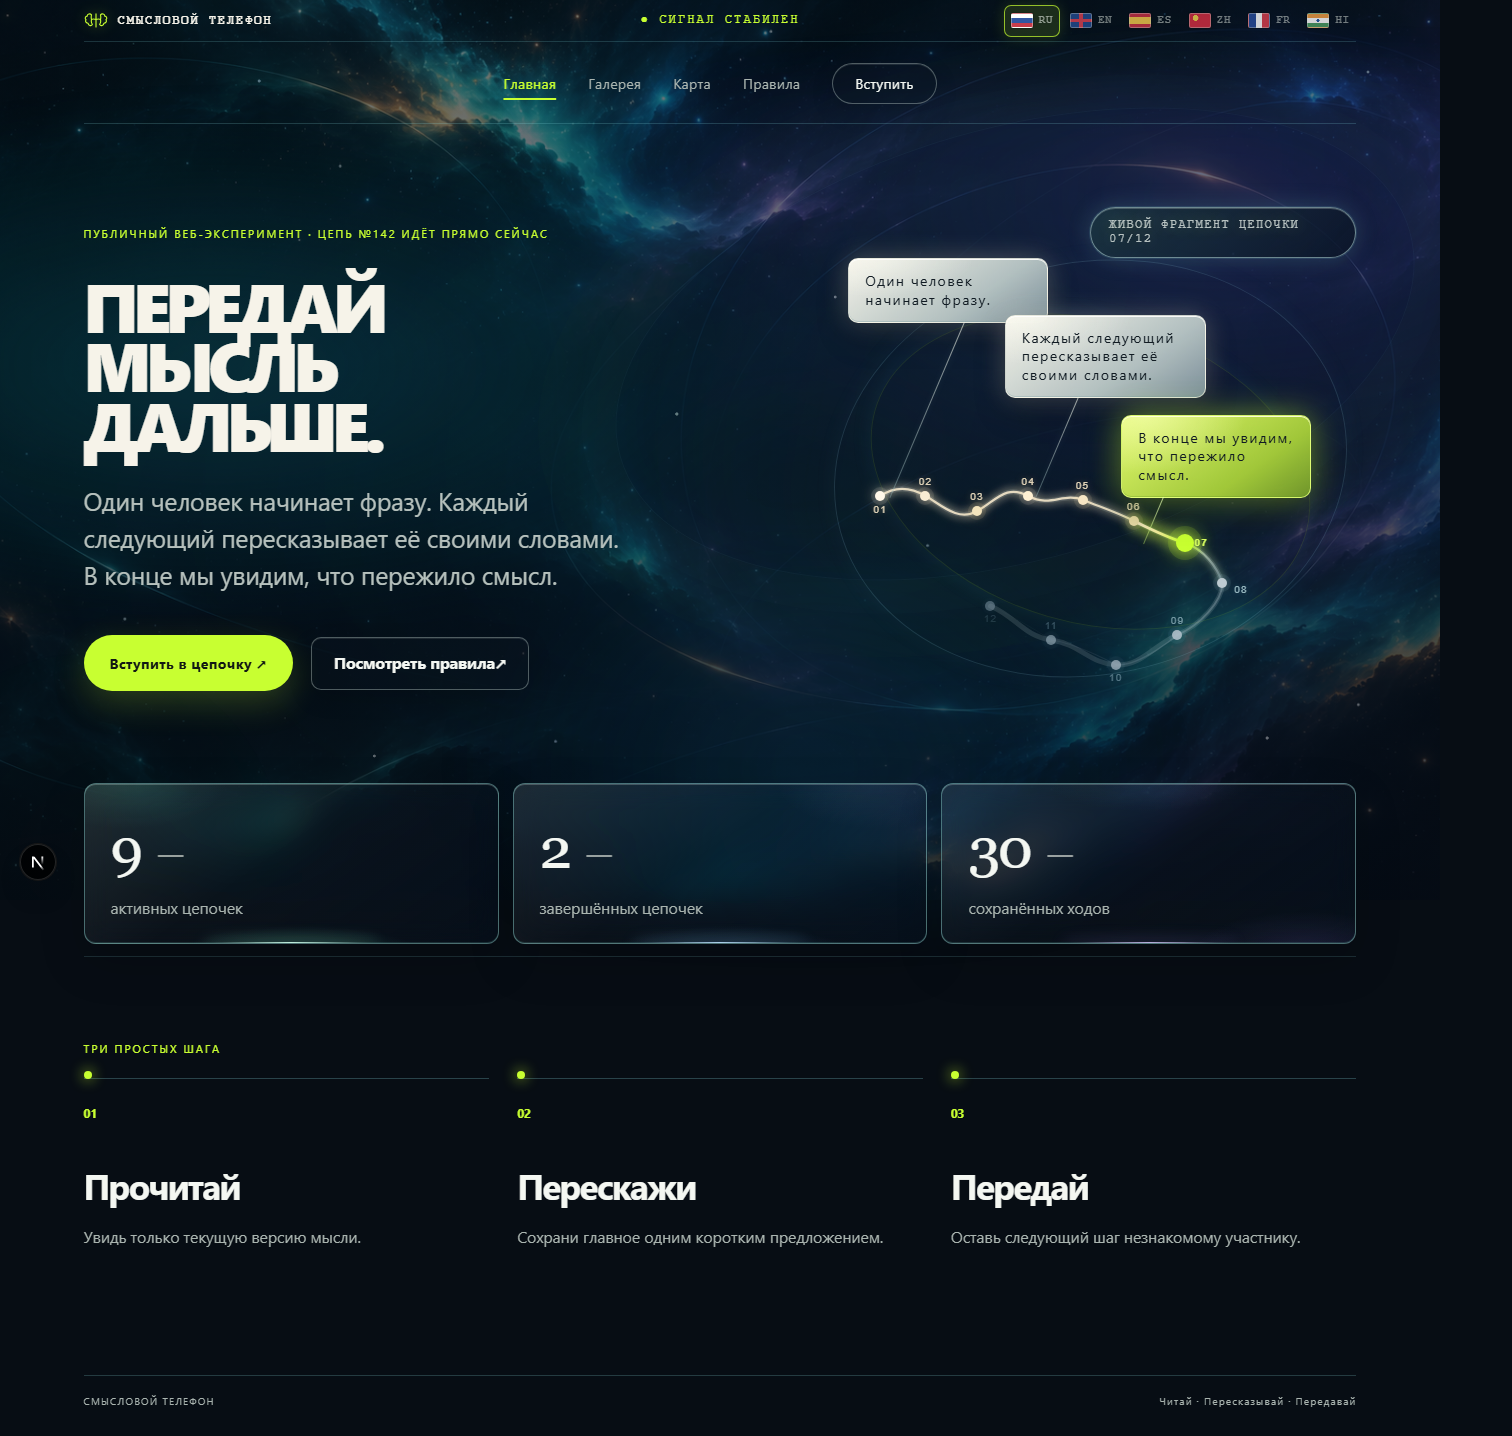 СМЫСЛОВОЙ ТЕЛЕФОН
СИГНАЛ СТАБИЛЕН
RU EN ES ZH FR HI
Главная Галерея Карта Правила Вступить
ПУБЛИЧНЫЙ ВЕБ-ЭКСПЕРИМЕНТ · ЦЕПЬ №142 ИДЁТ ПРЯМО СЕЙЧАС
ПЕРЕДАЙ
МЫСЛЬ
ДАЛЬШЕ.
Один человек начинает фразу. Каждый
следующий пересказывает её своими словами.
В конце мы увидим, что пережило смысл.
Вступить в цепочку ↗
Посмотреть правила↗
ЖИВОЙ ФРАГМЕНТ ЦЕПОЧКИ
07/12
Один человек
начинает фразу.
Каждый следующий
пересказывает её
своими словами.
В конце мы увидим,
что пережило
смысл.
01
02
03
04
05
06
07
08
09
10
11
12
9 —
активных цепочек
2 —
завершённых цепочек
30 —
сохранённых ходов
N
ТРИ ПРОСТЫХ ШАГА
01
Прочитай
Увидь только текущую версию мысли.
02
Перескажи
Сохрани главное одним коротким предложением.
03
Передай
Оставь следующий шаг незнакомому участнику.
СМЫСЛОВОЙ ТЕЛЕФОН
Читай · Пересказывай · Передавай